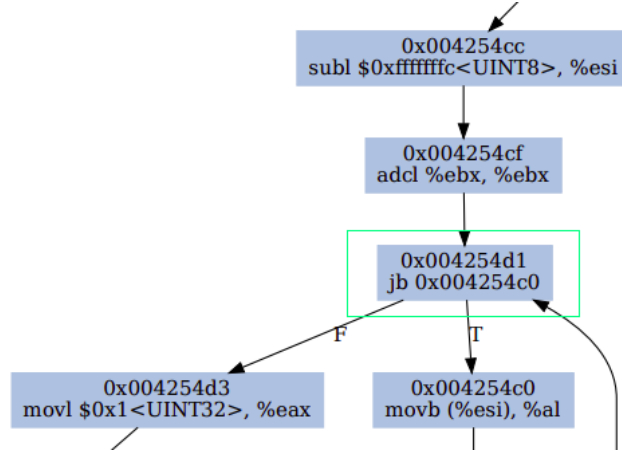 0x004254cc
subl $0xfffffffc<UINT8>, %esi
0x004254cf
adcl %ebx, %ebx
0x004254d1
jb 0x004254c0
F
T
0x004254d3
movl $0x1<UINT32>, %eax
0x004254c0
movb (%esi), %al